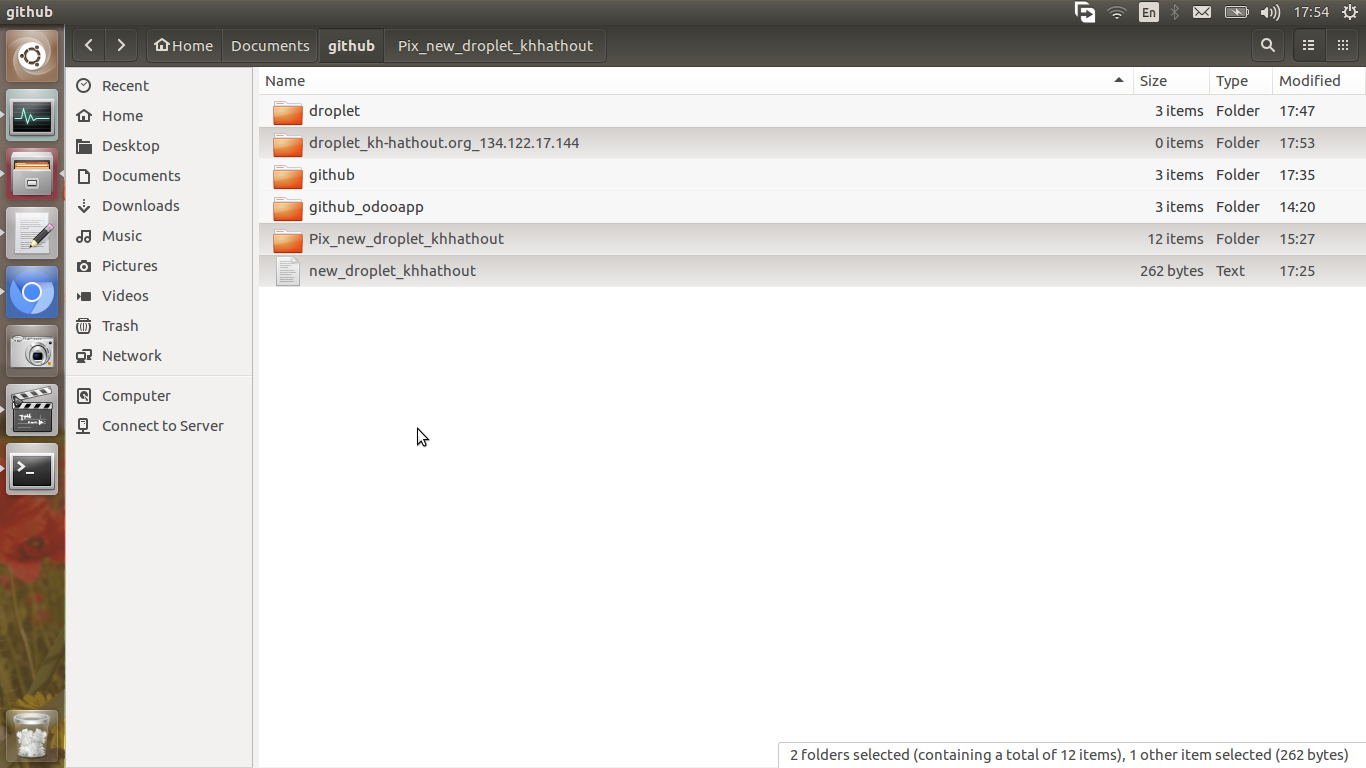 github En 17:54
Home Documents github Pix_new_droplet_khhathout
Recent
Home
Desktop
Documents
Downloads
Music
Pictures
Videos
Trash
Network
Computer
Connect to Server
Name Size Type Modified
droplet 3 items Folder 17:47
droplet_kh-hathout.org_134.122.17.144 0 items Folder 17:53
github 3 items Folder 17:35
github_odooapp 3 items Folder 14:20
Pix_new_droplet_khhathout 12 items Folder 15:27
new_droplet_khhathout 262 bytes Text 17:25
2 folders selected (containing a total of 12 items), 1 other item selected (262 bytes)